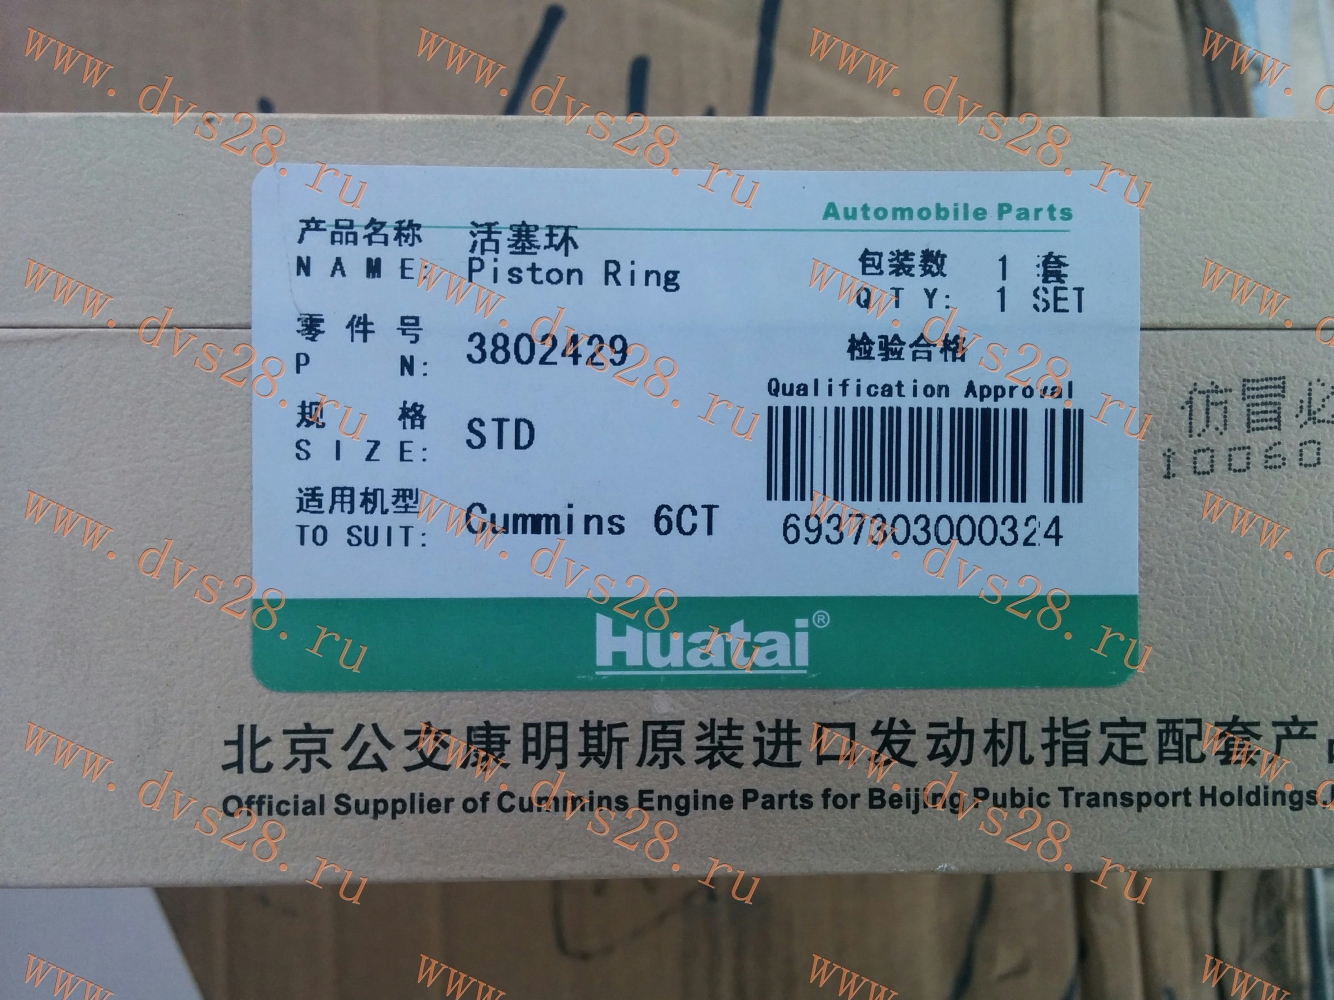 Automobile Parts
产品名称 活塞环
NAME: Piston Ring
包装数 1 套
QTY: 1 SET
零件号
PN: 3802429
检验合格
Qualification Approval
规格
SIZE: STD
适用机型
TO SUIT: Cummins 6CT
6937303000324
Huatai®
仿冒必
10060
北京公交康明斯原装进口发动机指定配套产
Official Supplier of Cummins Engine Parts for Beijing Pubic Transport Holdings,
www.dvs28.ru